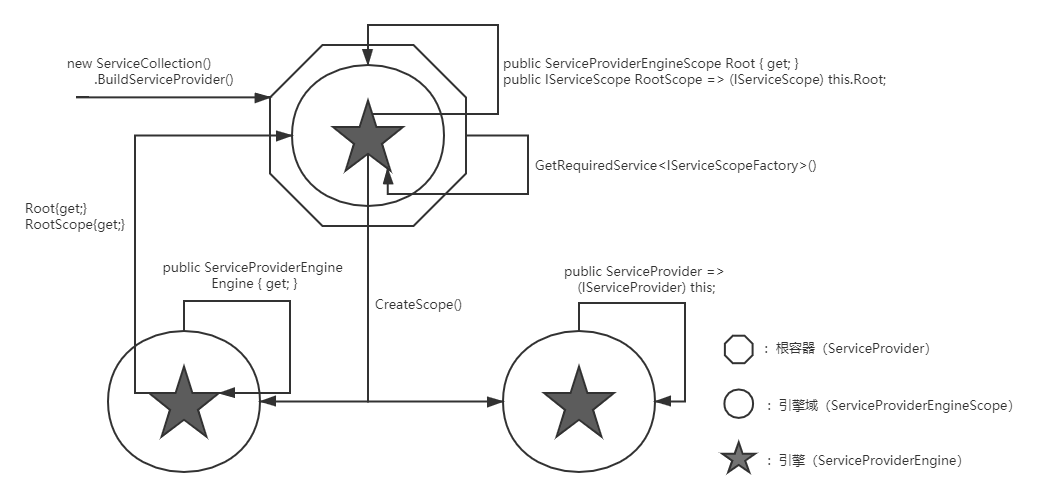 new ServiceCollection()
.BuildServiceProvider()
public ServiceProviderEngineScope Root { get; }
public IServiceScope RootScope => (IServiceScope) this.Root;
GetRequiredService<IServiceScopeFactory>()
Root{get;}
RootScope{get;}
public ServiceProviderEngine
Engine { get; }
CreateScope()
public ServiceProvider =>
(IServiceProvider) this;
：根容器（ServiceProvider）
：引擎域（ServiceProviderEngineScope）
：引擎（ServiceProviderEngine）